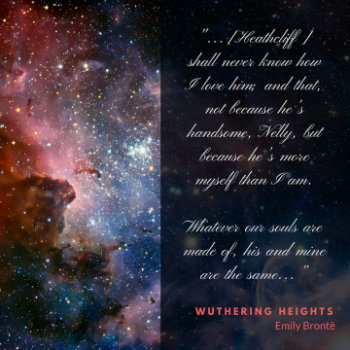 "...[Heathcliff]
shall never know how
I love him; and that,
not because he's
handsome, Nelly, but
because he's more
myself than I am.
Whatever our souls are
made of, his and mine
are the same... "
WUTHERING HEIGHTS
Emily Brontë